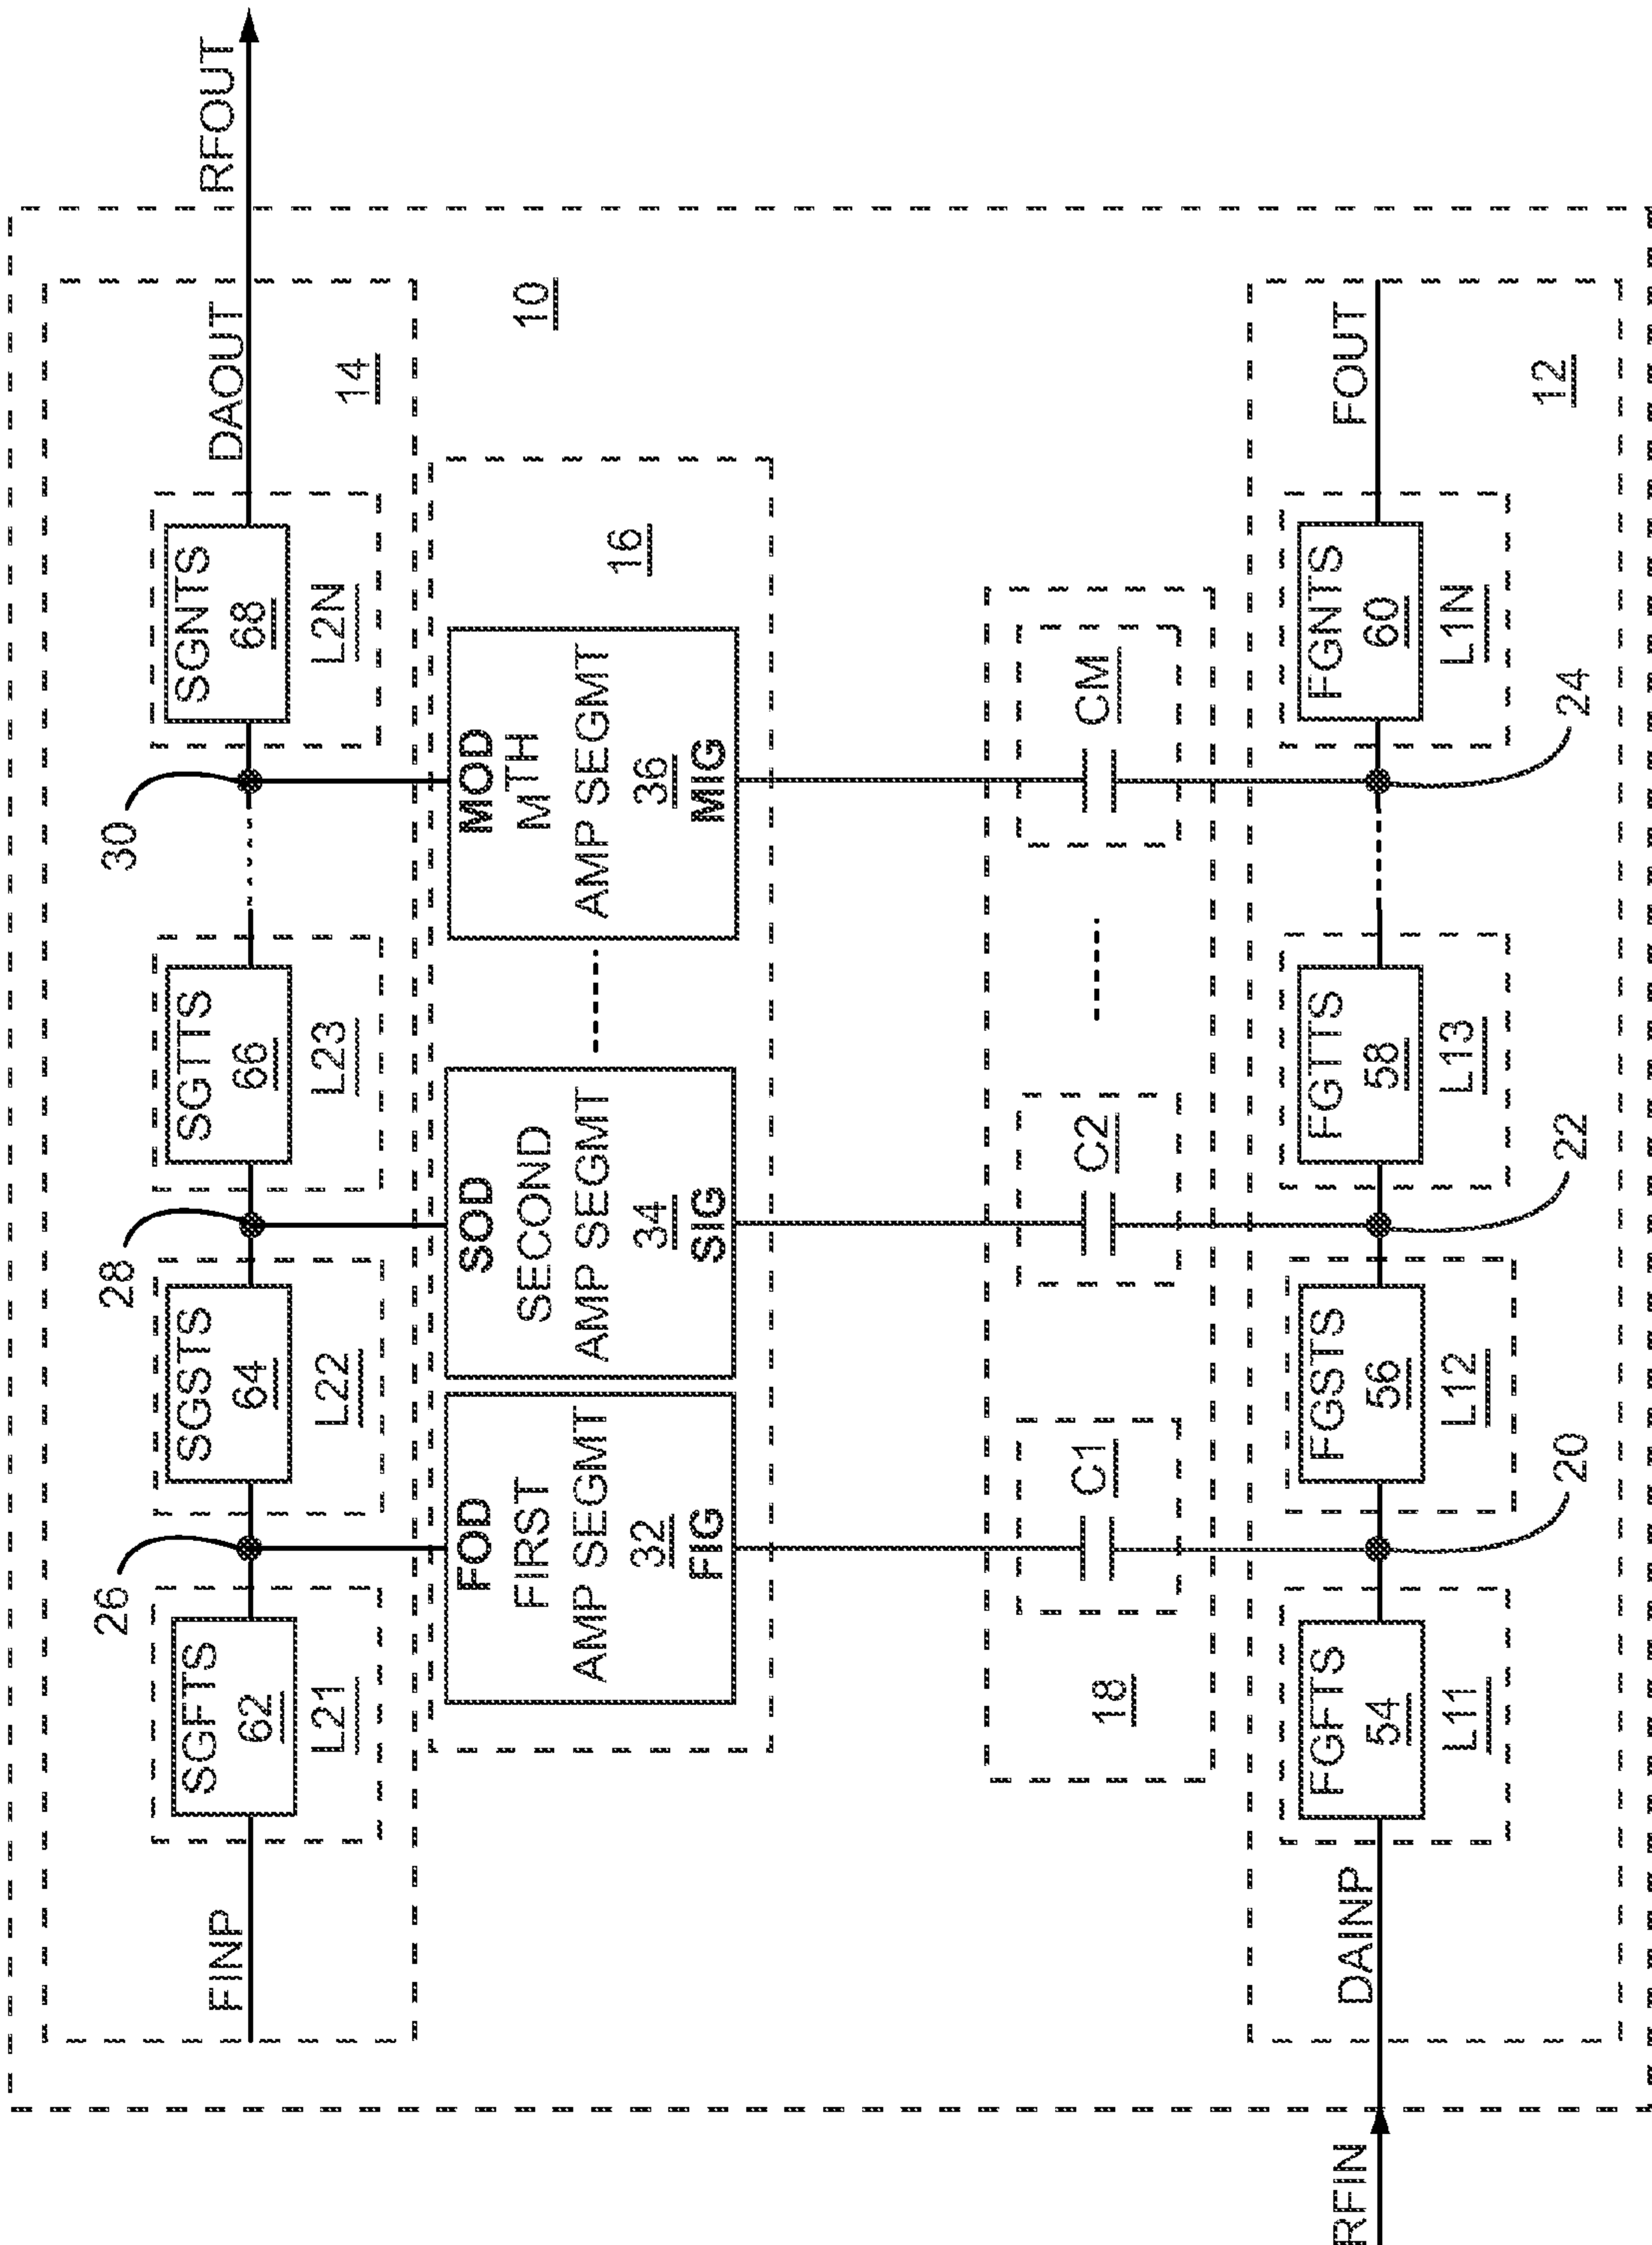 RFOUT
FINP
DAOUT
SGFTS
62
L21
SGSTS
64
L22
SGTTS
66
L23
SGNTS
68
L2N
14
26
28
30
10
FOD
FIRST
AMP SEGMT
32
FIG
SOD
SECOND
AMP SEGMT
34
SIG
MOD
MTH
AMP SEGMT
36
MIG
16
18
C1
C2
CM
RFIN
DAINP
FOUT
FGFTS
54
L11
FGSTS
56
L12
FGTTS
58
L13
FGNTS
60
L1N
12
20
22
24